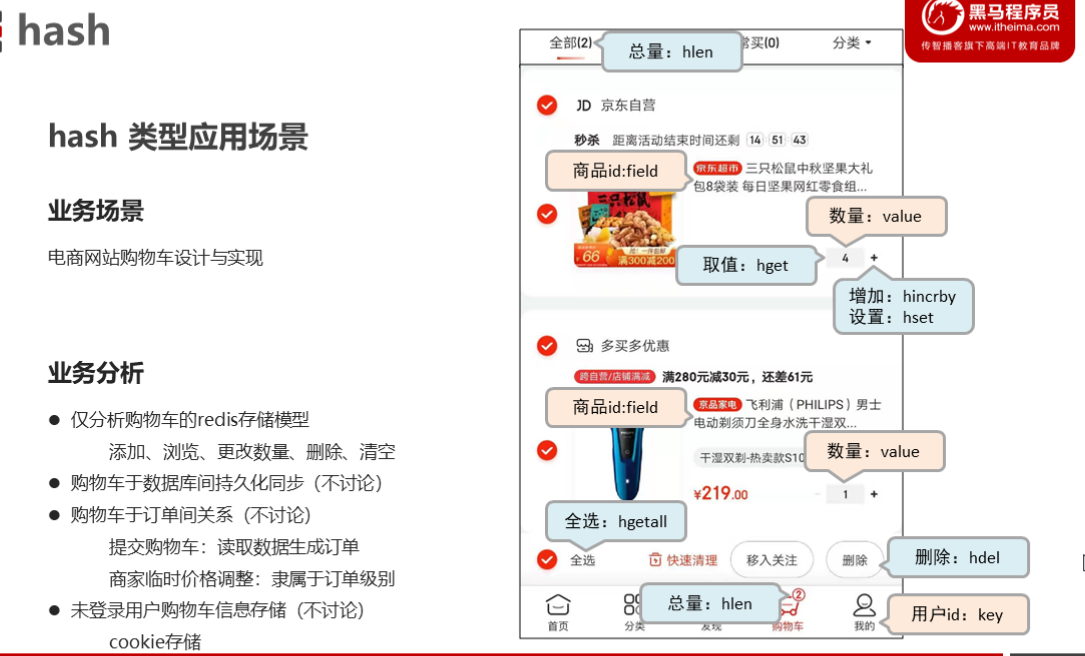 hash
黑马程序员
www.itheima.com
传智播客旗下高端IT教育品牌
hash 类型应用场景
业务场景
电商网站购物车设计与实现
业务分析
● 仅分析购物车的redis存储模型
添加、浏览、更改数量、删除、清空
● 购物车于数据库间持久化同步（不讨论）
● 购物车于订单间关系（不讨论）
提交购物车：读取数据生成订单
商家临时价格调整：隶属于订单级别
● 未登录用户购物车信息存储（不讨论）
cookie存储
全部(2)
总量：hlen
常买(0)
分类
JD 京东自营
秒杀 距离活动结束时间还剩 14 51 43
商品id:field
京东超市 三只松鼠中秋坚果大礼
包8袋装 每日坚果网红零食组...
数量：value
三只松鼠
66
满300减200
取值：hget
4 +
增加：hincrby
设置：hset
多买多优惠
跨自营/店铺满减 满280元减30元，还差61元
商品id:field
京品家电 飞利浦（PHILIPS）男士
电动剃须刀全身水洗干湿双...
干湿双剃-热卖款S10
数量：value
¥219.00
- 1 +
全选：hgetall
全选
快速清理
移入关注
删除
删除：hdel
总量：hlen
2
用户id：key
首页
分类
发现
购物车
我的